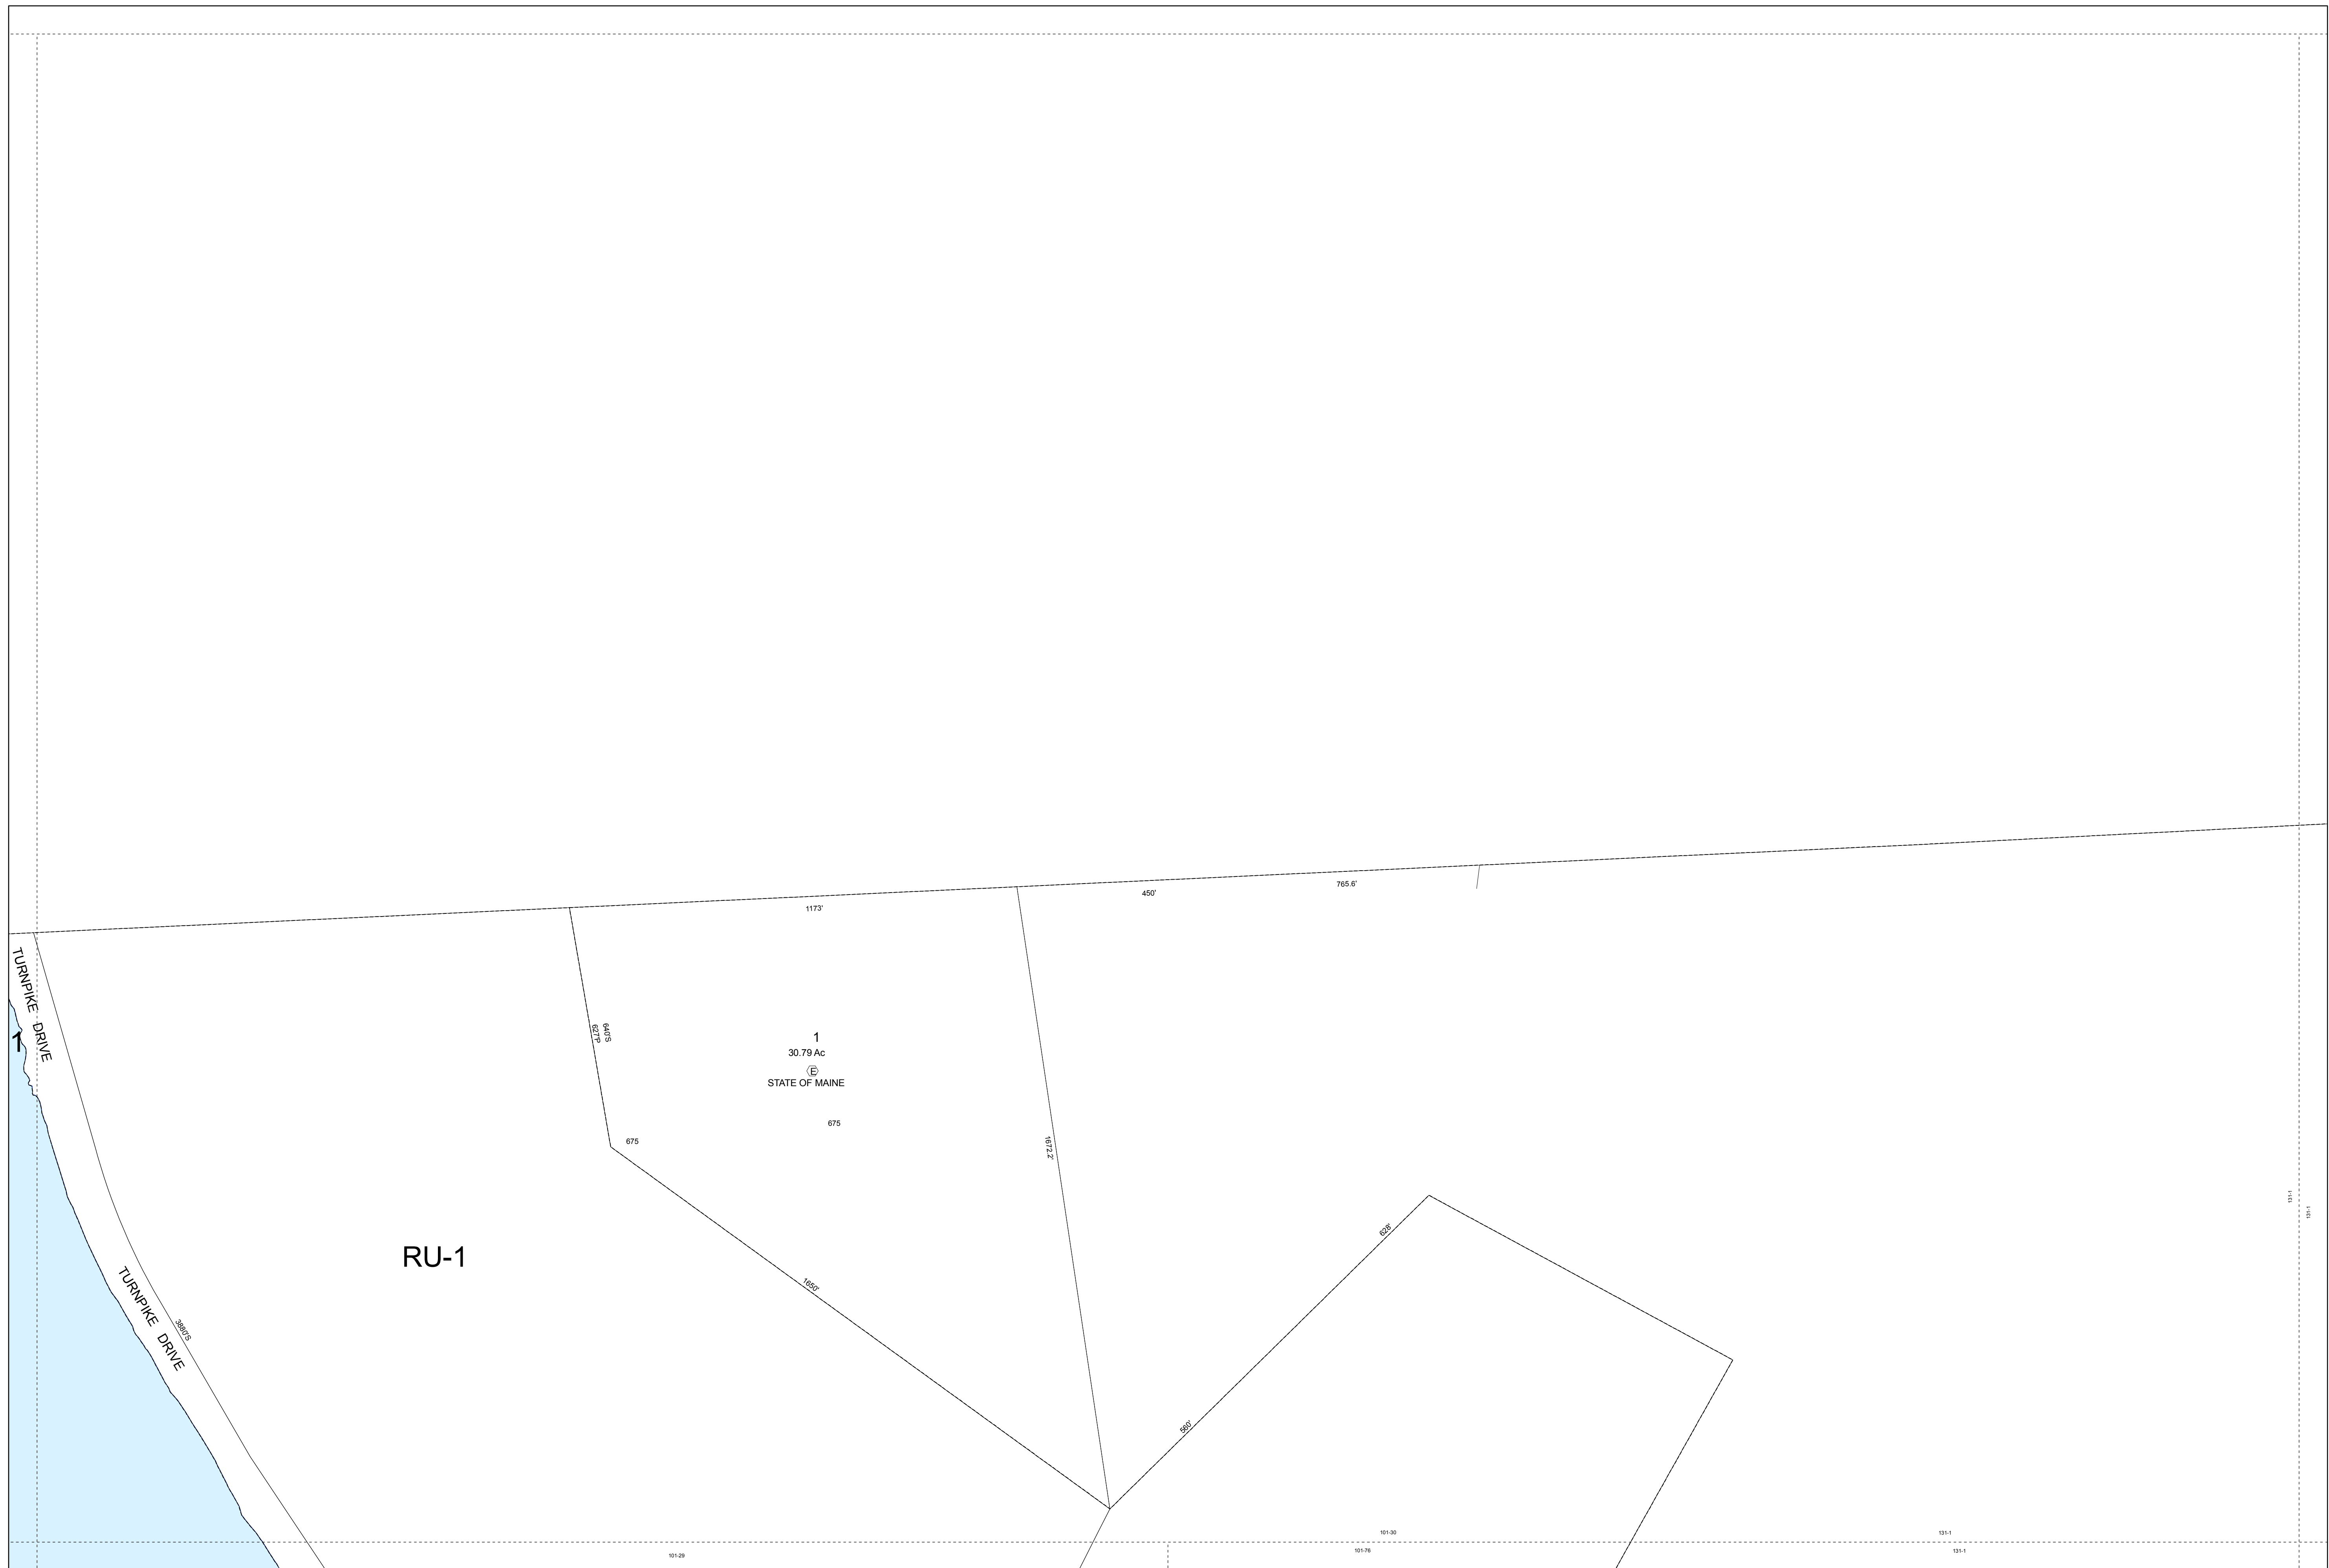 765.6'
450'
1173'
TURNPIKE DRIVE
1
640'S
627'P
1
30.79 Ac
E
STATE OF MAINE
675
675
1672.2'
131-1
131-1
628'
RU-1
1650'
TURNPIKE DRIVE
3880'S
560'
101-30
131-1
101-29
101-76
131-1